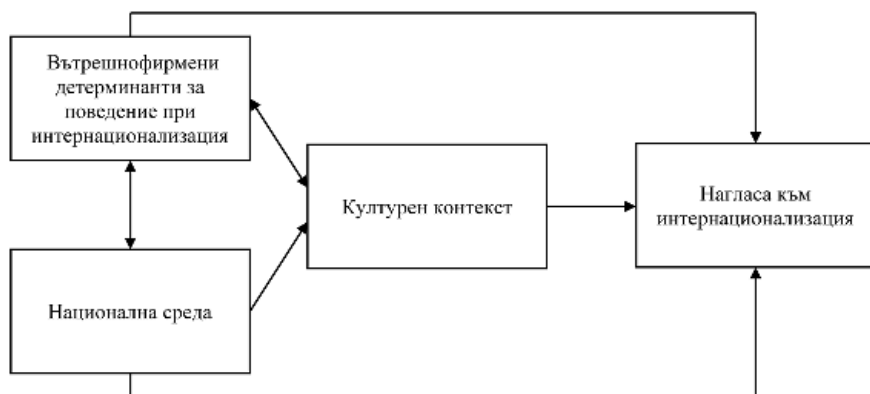 Вътрешнофирмени
детерминанти за
поведение при
интернационализация
Културен контекст
Нагласа към
интернационализация
Национална среда